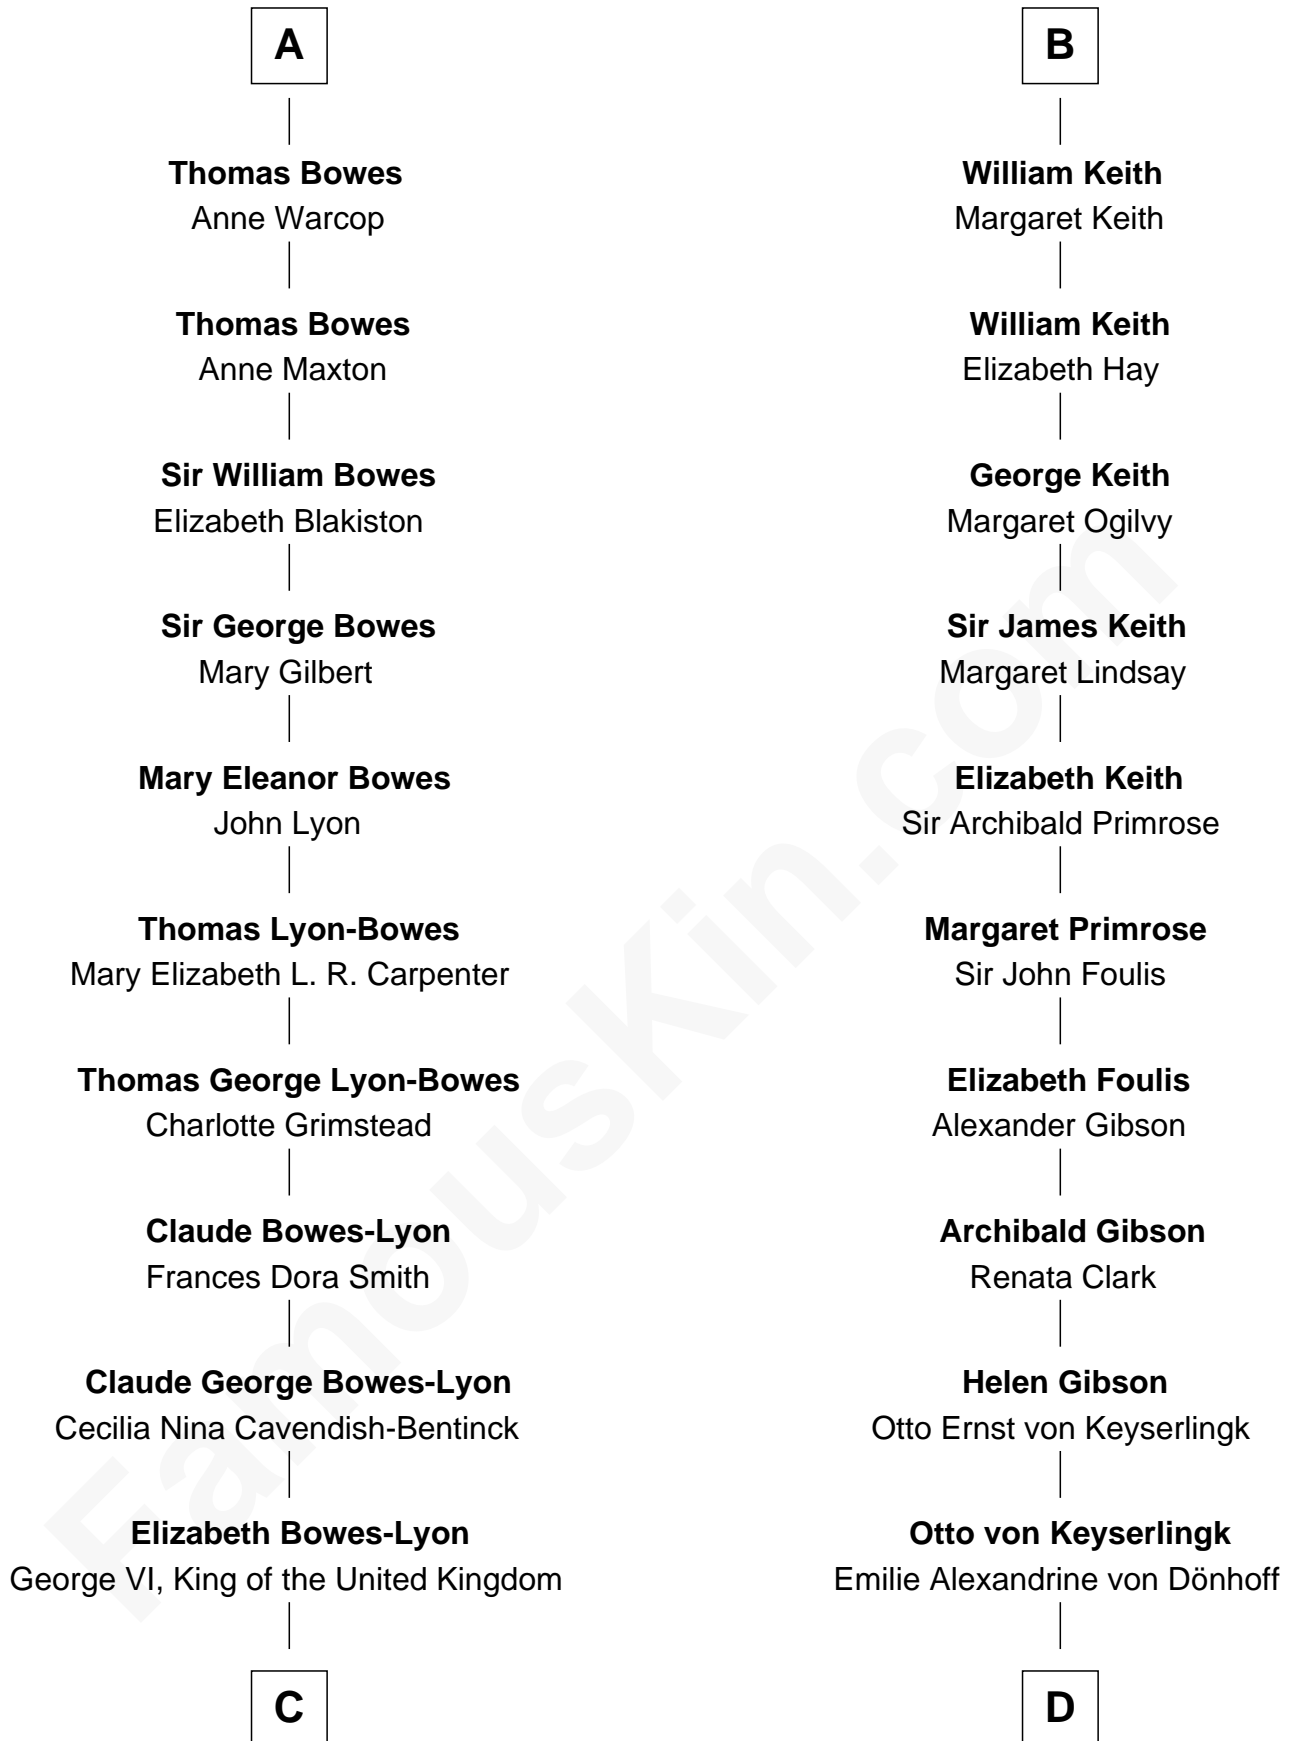 A
Thomas Bowes
Anne Warcop
Thomas Bowes
Anne Maxton
Sir William Bowes
Elizabeth Blakiston
Sir George Bowes
Mary Gilbert
Mary Eleanor Bowes
John Lyon
Thomas Lyon-Bowes
Mary Elizabeth L. R. Carpenter
Thomas George Lyon-Bowes
Charlotte Grimstead
Claude Bowes-Lyon
Frances Dora Smith
Claude George Bowes-Lyon
Cecilia Nina Cavendish-Bentinck
Elizabeth Bowes-Lyon
George VI, King of the United Kingdom
C
B
William Keith
Margaret Keith
William Keith
Elizabeth Hay
George Keith
Margaret Ogilvy
Sir James Keith
Margaret Lindsay
Elizabeth Keith
Sir Archibald Primrose
Margaret Primrose
Sir John Foulis
Elizabeth Foulis
Alexander Gibson
Archibald Gibson
Renata Clark
Helen Gibson
Otto Ernst von Keyserlingk
Otto von Keyserlingk
Emilie Alexandrine von Dönhoff
D
FamousKin.com